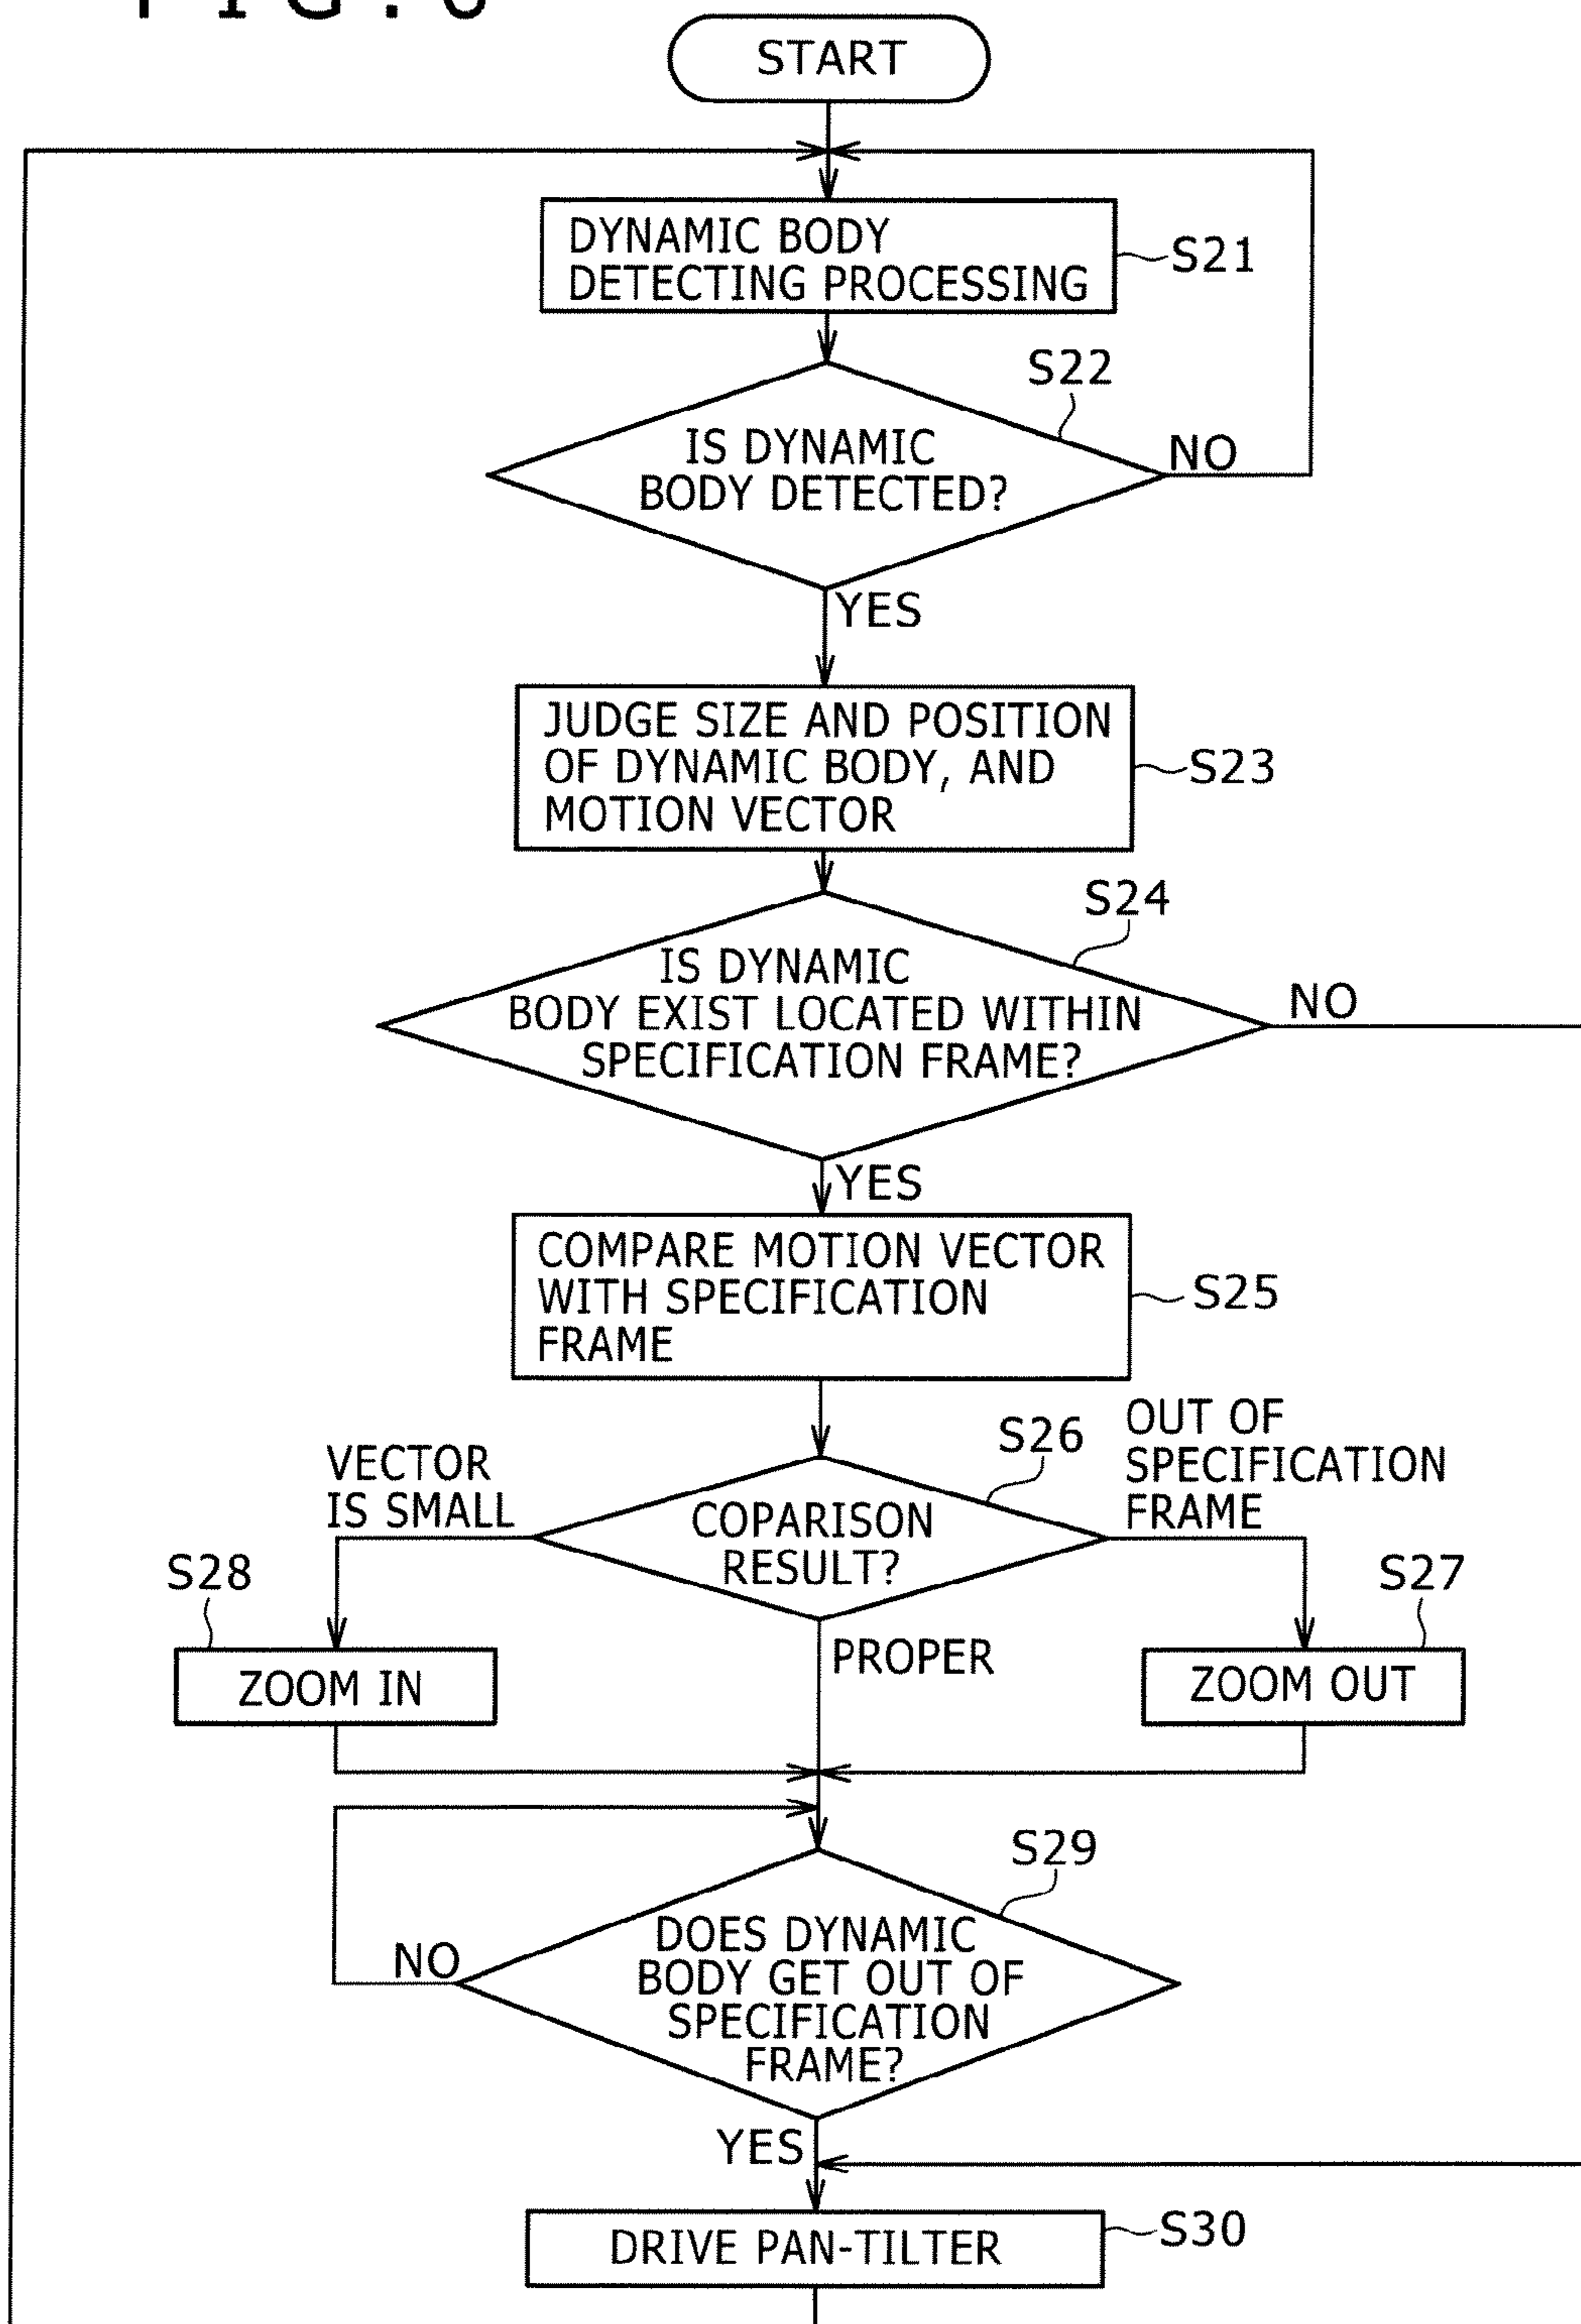 START
DYNAMIC BODY
DETECTING PROCESSING
S21
S22
IS DYNAMIC
BODY DETECTED?
NO
YES
JUDGE SIZE AND POSITION
OF DYNAMIC BODY, AND
MOTION VECTOR
S23
S24
IS DYNAMIC
BODY EXIST LOCATED WITHIN
SPECIFICATION FRAME?
NO
YES
COMPARE MOTION VECTOR
WITH SPECIFICATION
FRAME
S25
S26
OUT OF
SPECIFICATION
FRAME
VECTOR
IS SMALL
COPARISON
RESULT?
S28
S27
ZOOM IN
PROPER
ZOOM OUT
S29
DOES DYNAMIC
BODY GET OUT OF
SPECIFICATION
FRAME?
NO
YES
DRIVE PAN-TILTER
S30